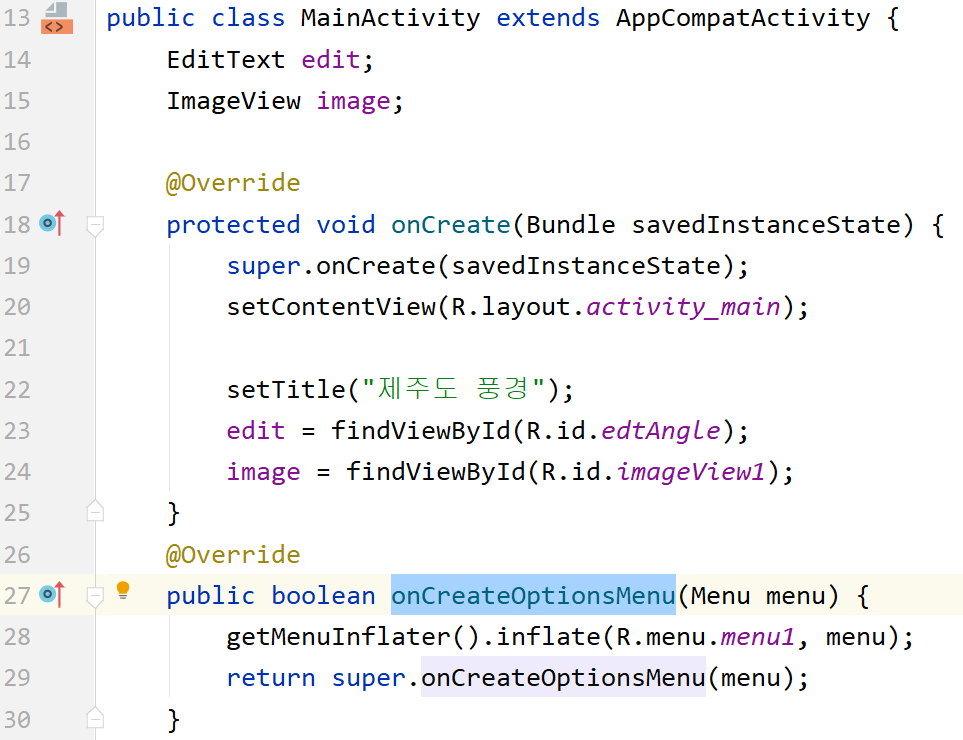 13 public class MainActivity extends AppCompatActivity {
14 EditText edit;
15 ImageView image;
16
17 @Override
18 protected void onCreate(Bundle savedInstanceState) {
19 super.onCreate(savedInstanceState);
20 setContentView(R.layout.activity_main);
21
22 setTitle("제주도 풍경");
23 edit = findViewById(R.id.edtAngle);
24 image = findViewById(R.id.imageView1);
25 }
26 @Override
27 public boolean onCreateOptionsMenu(Menu menu) {
28 getMenuInflater().inflate(R.menu.menu1, menu);
29 return super.onCreateOptionsMenu(menu);
30 }